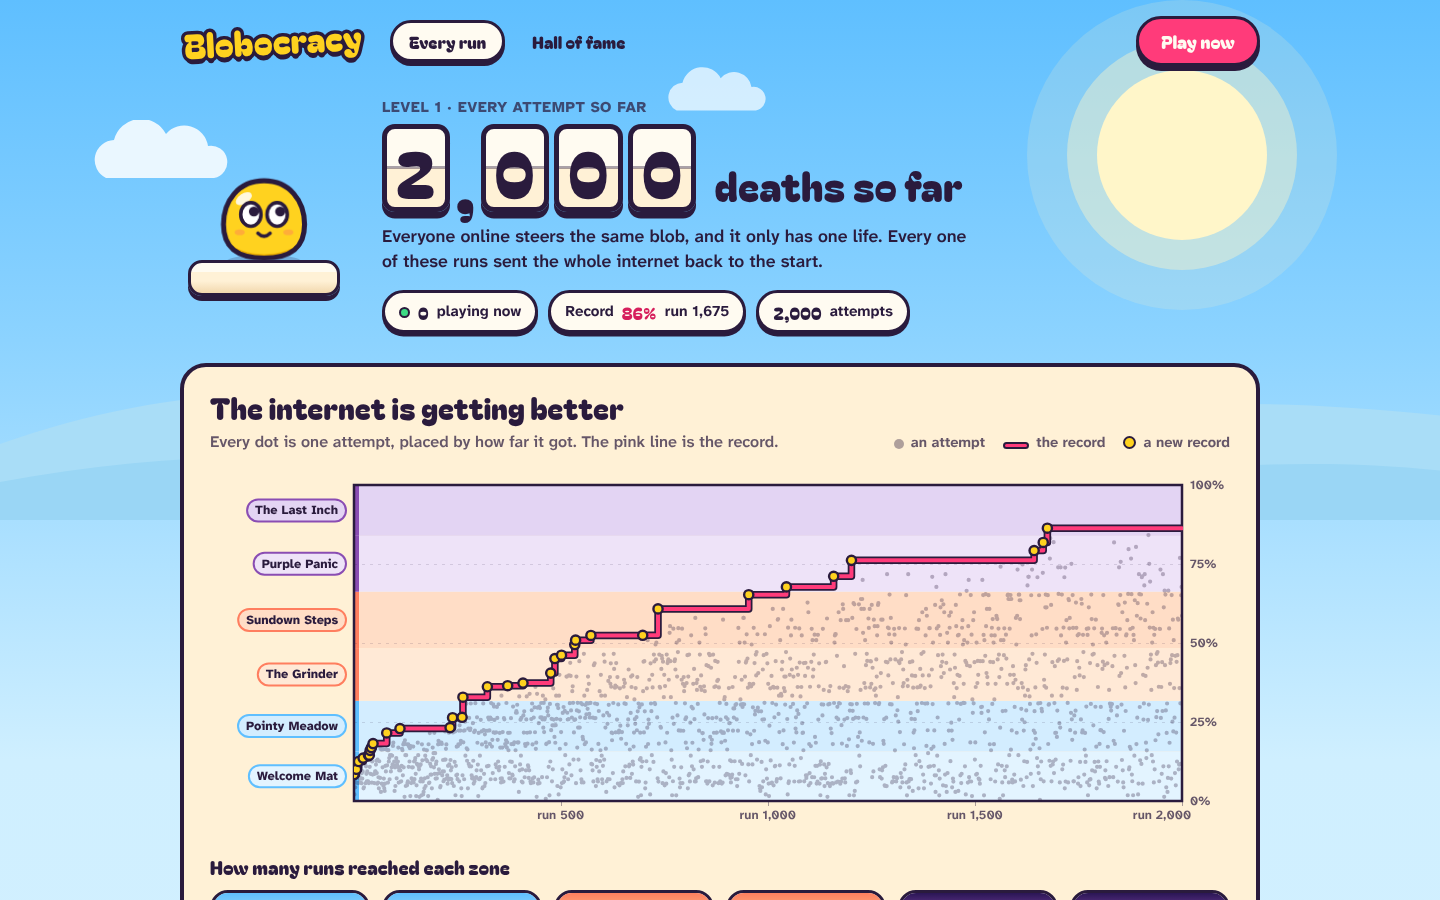 Blobocracy
Every run
Hall of fame
Play now
LEVEL 1 · EVERY ATTEMPT SO FAR
2,000 deaths so far
Everyone online steers the same blob, and it only has one life. Every one
of these runs sent the whole internet back to the start.
0 playing now
Record 86% run 1,675
2,000 attempts
The internet is getting better
Every dot is one attempt, placed by how far it got. The pink line is the record.
an attempt
the record
a new record
100%
The Last Inch
Purple Panic
75%
Sundown Steps
50%
The Grinder
Pointy Meadow
25%
Welcome Mat
0%
run 500
run 1,000
run 1,500
run 2,000
How many runs reached each zone